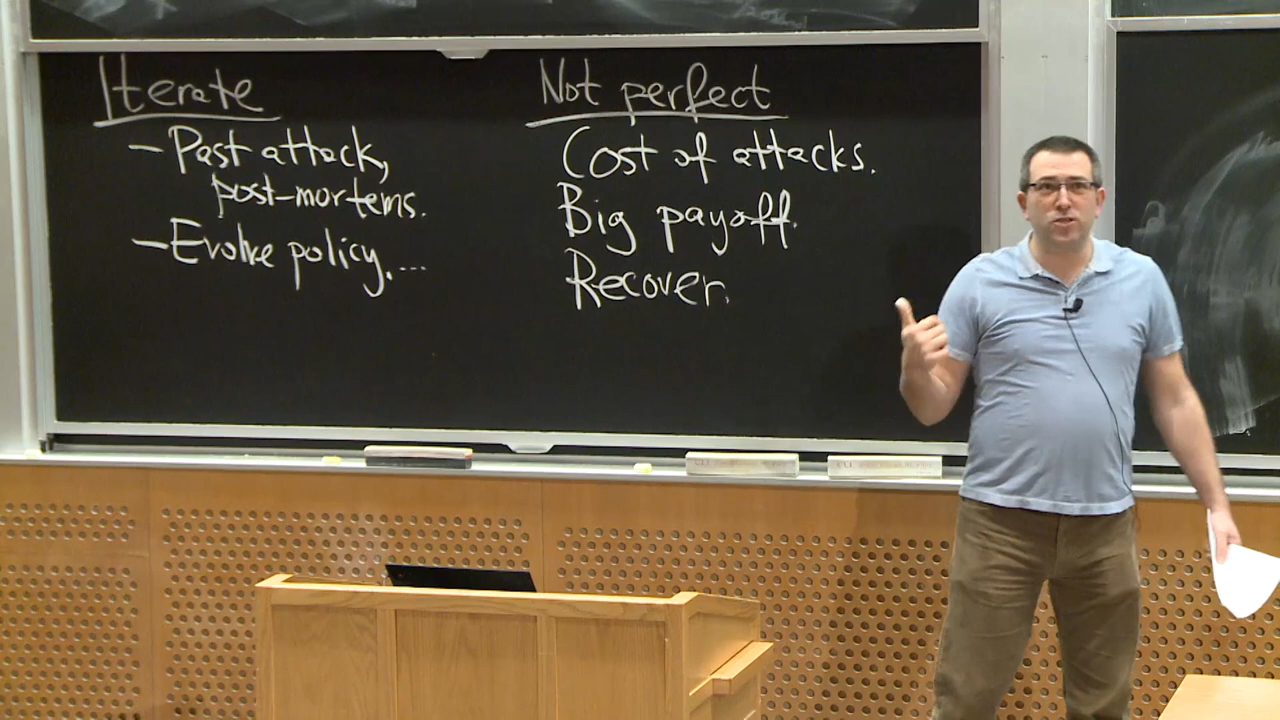 Iterate
- Past attack,
post-mortems.
- Evolve policy. ...
Not perfect
Cost of attacks.
Big payoff.
Recover.